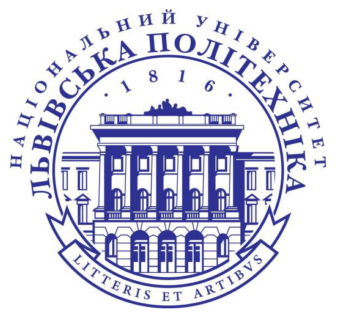 НАЦІОНАЛЬНИЙ УНІВЕРСИТЕТ
ЛЬВІВСЬКА ПОЛІТЕХНІКА
· 1816 ·
LITTERIS ET ARTIBVS